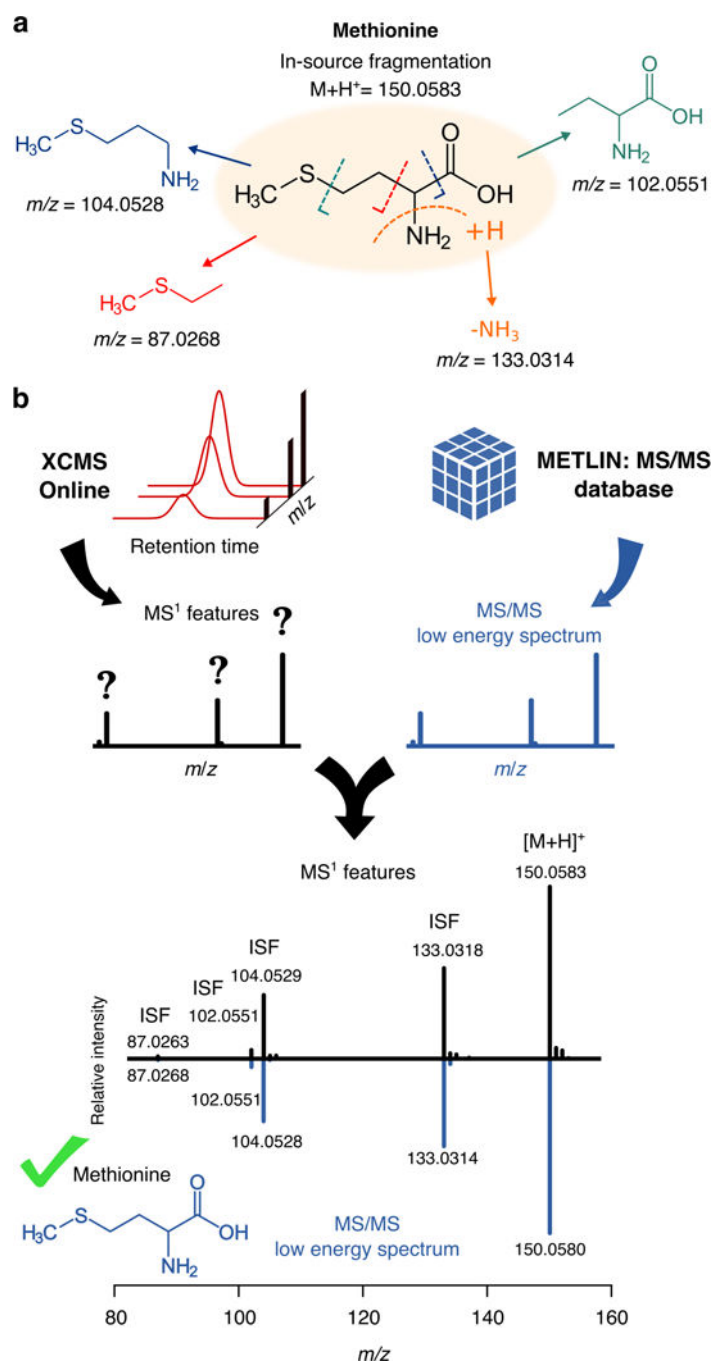 a
Methionine
In-source fragmentation
M+H⁺= 150.0583
H₃C S NH₂
m/z = 104.0528
H₃C S O OH NH₂ +H
O OH NH₂
m/z = 102.0551
H₃C S
m/z = 87.0268
-NH₃
m/z = 133.0314
b
XCMS
Online
m/z
Retention time
METLIN: MS/MS
database
MS¹ features
? ? ?
m/z
MS/MS
low energy spectrum
m/z
MS¹ features
[M+H]⁺
150.0583
ISF
133.0318
ISF
104.0529
ISF
102.0551
ISF
87.0263
87.0268
102.0551
104.0528
133.0314
150.0580
Relative intensity
Methionine
H₃C S O OH NH₂
MS/MS
low energy spectrum
80 100 120 140 160
m/z